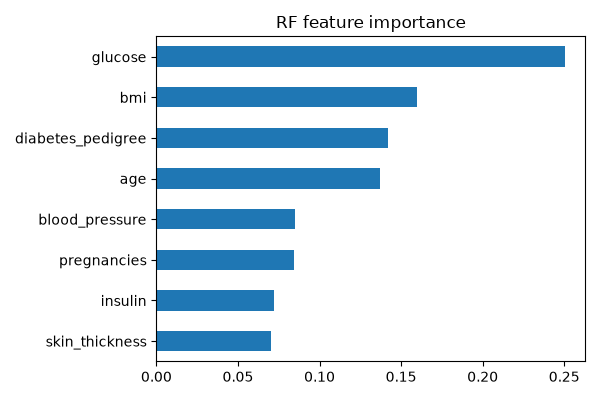 RF feature importance
glucose
bmi
diabetes_pedigree
age
blood_pressure
pregnancies
insulin
skin_thickness
0.00 0.05 0.10 0.15 0.20 0.25